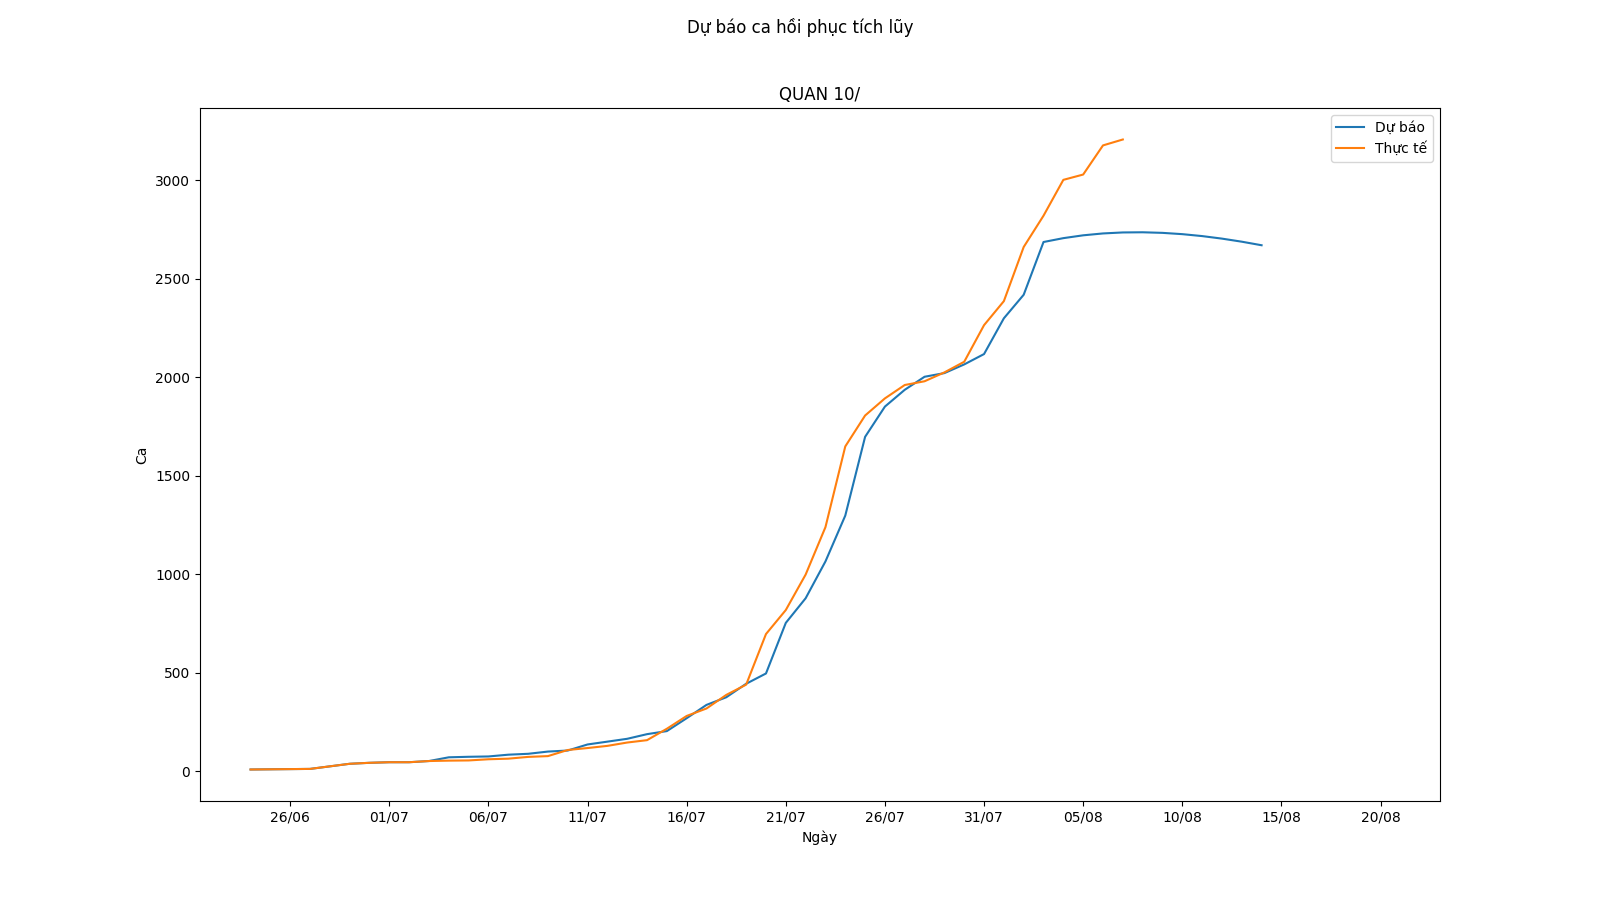 Dự báo ca hồi phục tích lũy
QUAN 10/
Dự báo
Thực tế
3000
2500
2000
1500
1000
500
0
Ca
26/06 01/07 06/07 11/07 16/07 21/07 26/07 31/07 05/08 10/08 15/08 20/08
Ngày